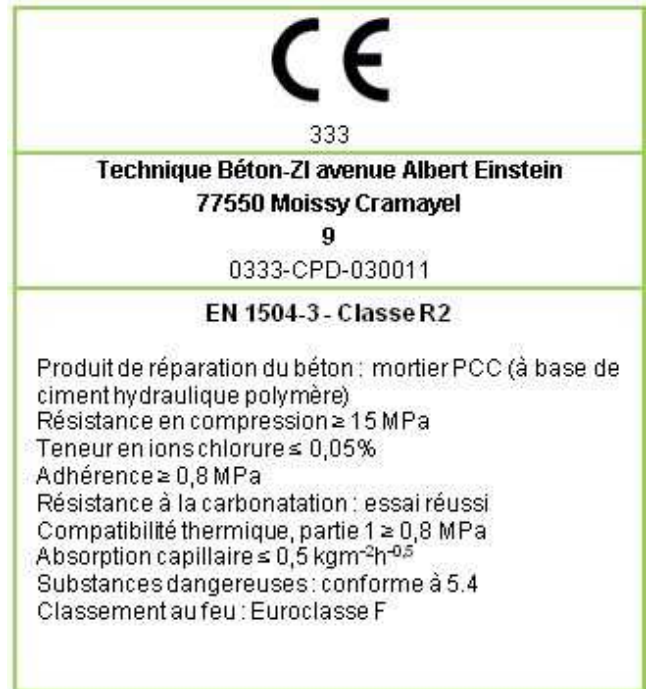 CE
333
Technique Béton-ZI avenue Albert Einstein
77550 Moissy Cramayel
9
0333-CPD-030011
EN 1504-3 - Classe R2
Produit de réparation du béton : mortier PCC (à base de
ciment hydraulique polymère)
Résistance en compression ≥ 15 MPa
Teneur en ions chlorure ≤ 0,05%
Adhérence ≥ 0,8 MPa
Résistance à la carbonatation : essai réussi
Compatibilité thermique, partie 1 ≥ 0,8 MPa
Absorption capillaire ≤ 0,5 kgm⁻²h⁻⁰·⁵
Substances dangereuses : conforme à 5.4
Classement au feu : Euroclasse F